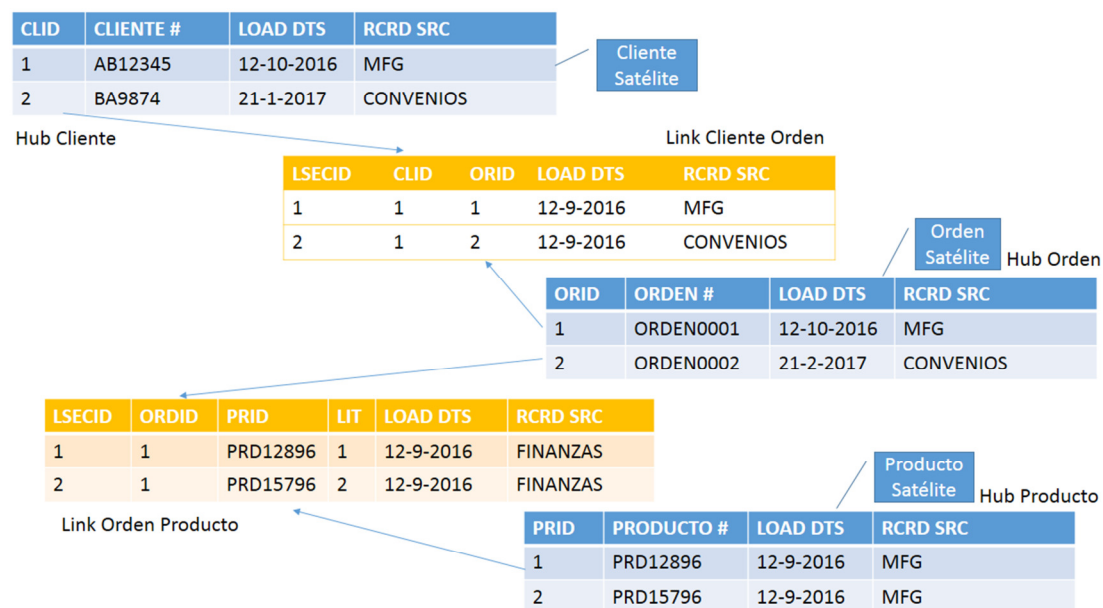 CLID CLIENTE # LOAD DTS RCRD SRC
1 AB12345 12-10-2016 MFG
2 BA9874 21-1-2017 CONVENIOS
Cliente
Satélite
Hub Cliente
Link Cliente Orden
LSECID CLID ORID LOAD DTS RCRD SRC
1 1 1 12-9-2016 MFG
2 1 2 12-9-2016 CONVENIOS
Orden
Satélite
Hub Orden
ORID ORDEN # LOAD DTS RCRD SRC
1 ORDEN0001 12-10-2016 MFG
2 ORDEN0002 21-2-2017 CONVENIOS
LSECID ORDID PRID LIT LOAD DTS RCRD SRC
1 1 PRD12896 1 12-9-2016 FINANZAS
2 1 PRD15796 2 12-9-2016 FINANZAS
Link Orden Producto
Producto
Satélite
Hub Producto
PRID PRODUCTO # LOAD DTS RCRD SRC
1 PRD12896 12-9-2016 MFG
2 PRD15796 12-9-2016 MFG